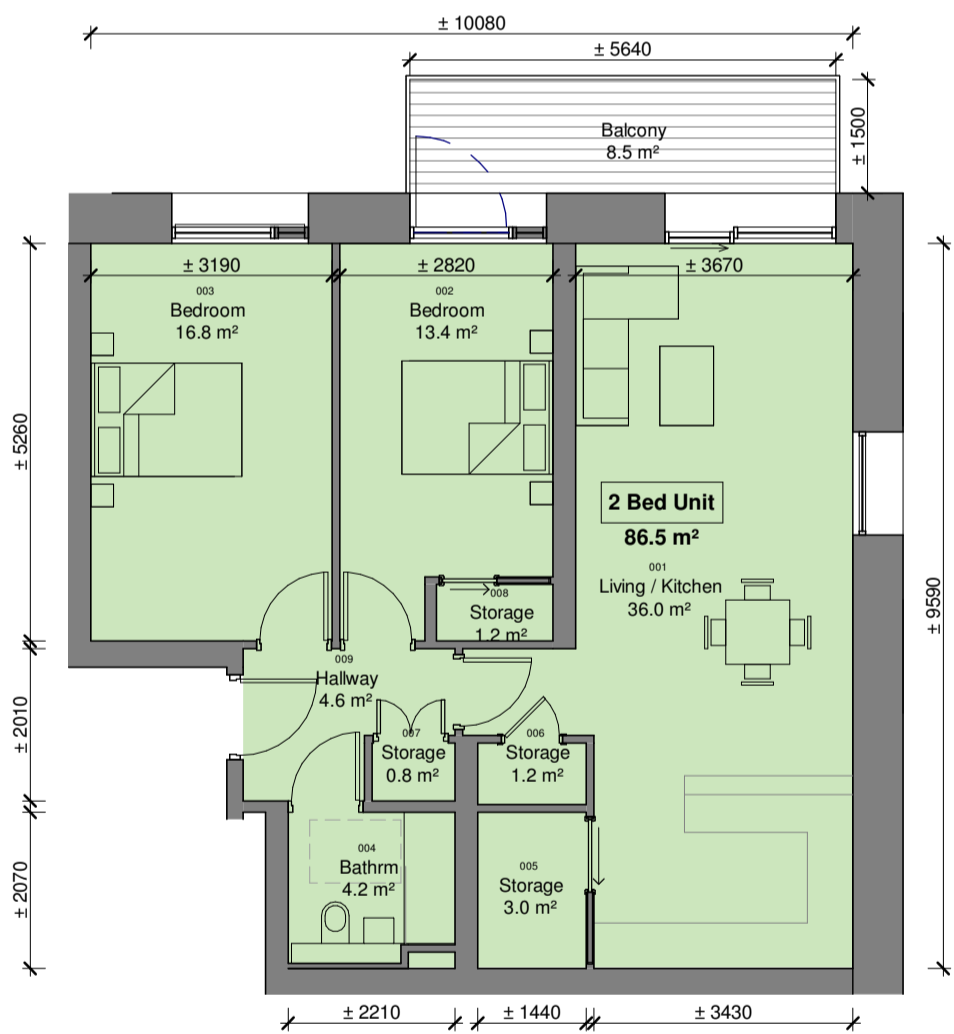 ± 10080
± 5640
± 1500
Balcony
8.5 m²
± 3190
± 2820
± 3670
003
Bedroom
16.8 m²
002
Bedroom
13.4 m²
± 5260
2 Bed Unit
86.5 m²
001
Living / Kitchen
36.0 m²
008
Storage
1.2 m²
± 9590
009
Hallway
4.6 m²
± 2010
007
Storage
0.8 m²
006
Storage
1.2 m²
004
Bathrm
4.2 m²
005
Storage
3.0 m²
± 2070
± 2210
± 1440
± 3430